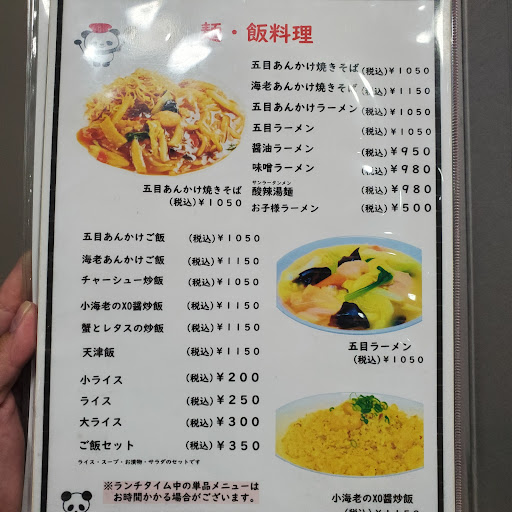 麺・飯料理
五目あんかけ焼きそば (税込)¥1050
海老あんかけ焼きそば (税込)¥1150
五目あんかけラーメン (税込)¥1050
五目ラーメン (税込)¥1050
醤油ラーメン (税込)¥950
味噌ラーメン (税込)¥980
サンラータンメン
酸辣湯麺 (税込)¥980
お子様ラーメン (税込)¥500
五目あんかけ焼きそば
(税込)¥1050
五目あんかけご飯 (税込)¥1050
海老あんかけご飯 (税込)¥1150
チャーシュー炒飯 (税込)¥1050
小海老のXO醤炒飯 (税込)¥1150
蟹とレタスの炒飯 (税込)¥1150
天津飯 (税込)¥1150
小ライス (税込)¥200
ライス (税込)¥250
大ライス (税込)¥300
ご飯セット (税込)¥350
ライス・スープ・お漬物・サラダのセットです
五目ラーメン
(税込)¥1050
※ランチタイム中の単品メニューは
お時間かかる場合がございます。
小海老のXO醤炒飯
(税込)¥1150